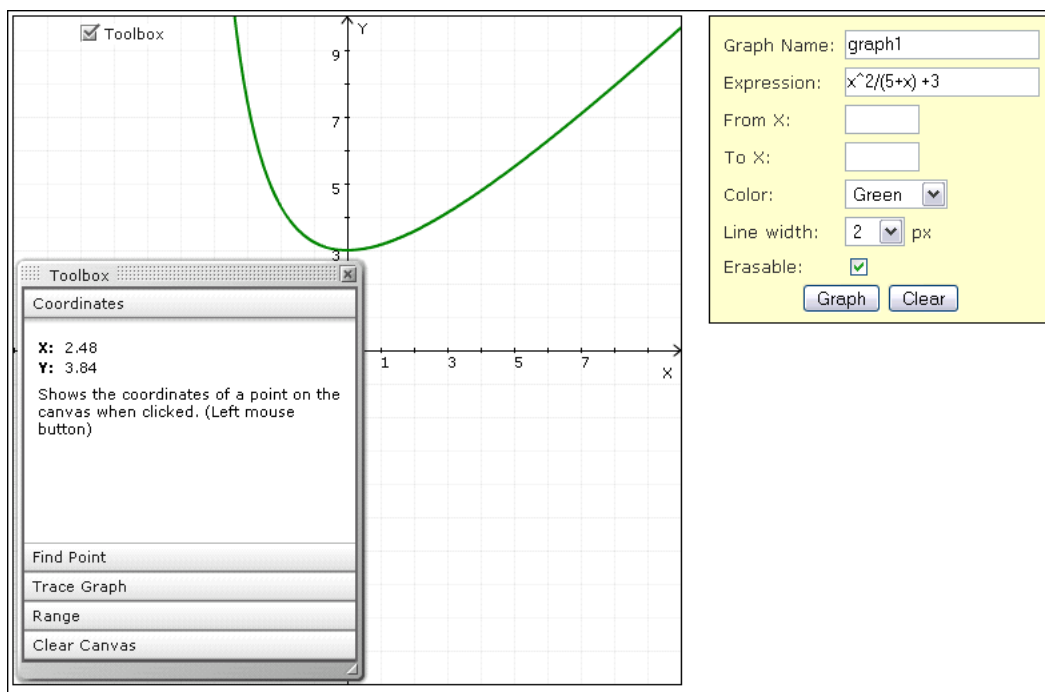 Toolbox
Y
9
7
5
3
1 3 5 7
X
Toolbox
Coordinates
X: 2.48
Y: 3.84
Shows the coordinates of a point on the
canvas when clicked. (Left mouse
button)
Find Point
Trace Graph
Range
Clear Canvas
Graph Name: graph1
Expression: x^2/(5+x) +3
From X:
To X:
Color: Green
Line width: 2 px
Erasable:
Graph Clear